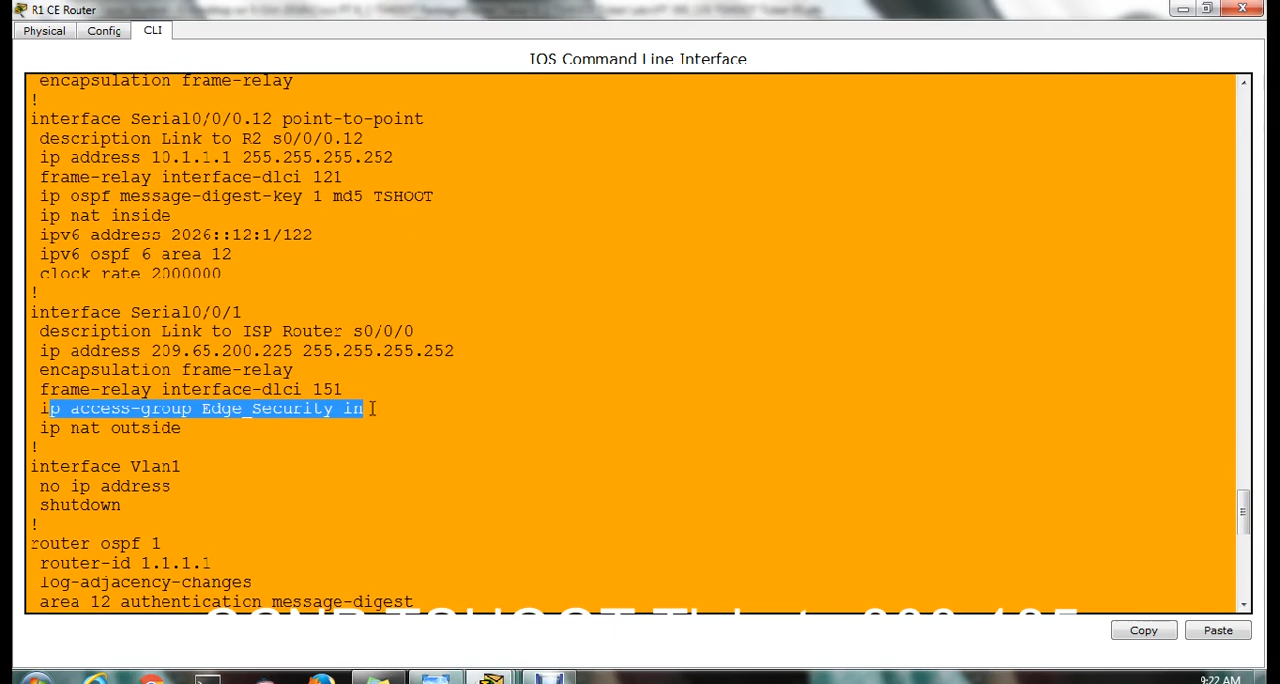 R1 CE Router
Physical Config CLI
IOS Command Line Interface
encapsulation frame-relay
!
interface Serial0/0/0.12 point-to-point
description Link to R2 s0/0/0.12
ip address 10.1.1.1 255.255.255.252
frame-relay interface-dlci 121
ip ospf message-digest-key 1 md5 TSHOOT
ip nat inside
ipv6 address 2026::12:1/122
ipv6 ospf 6 area 12
clock rate 2000000
!
interface Serial0/0/1
description Link to ISP Router s0/0/0
ip address 209.65.200.225 255.255.255.252
encapsulation frame-relay
frame-relay interface-dlci 151
ip access-group Edge_Security in
ip nat outside
!
interface Vlan1
no ip address
shutdown
!
router ospf 1
router-id 1.1.1.1
log-adjacency-changes
area 12 authentication message-digest
Copy Paste
9:22 AM